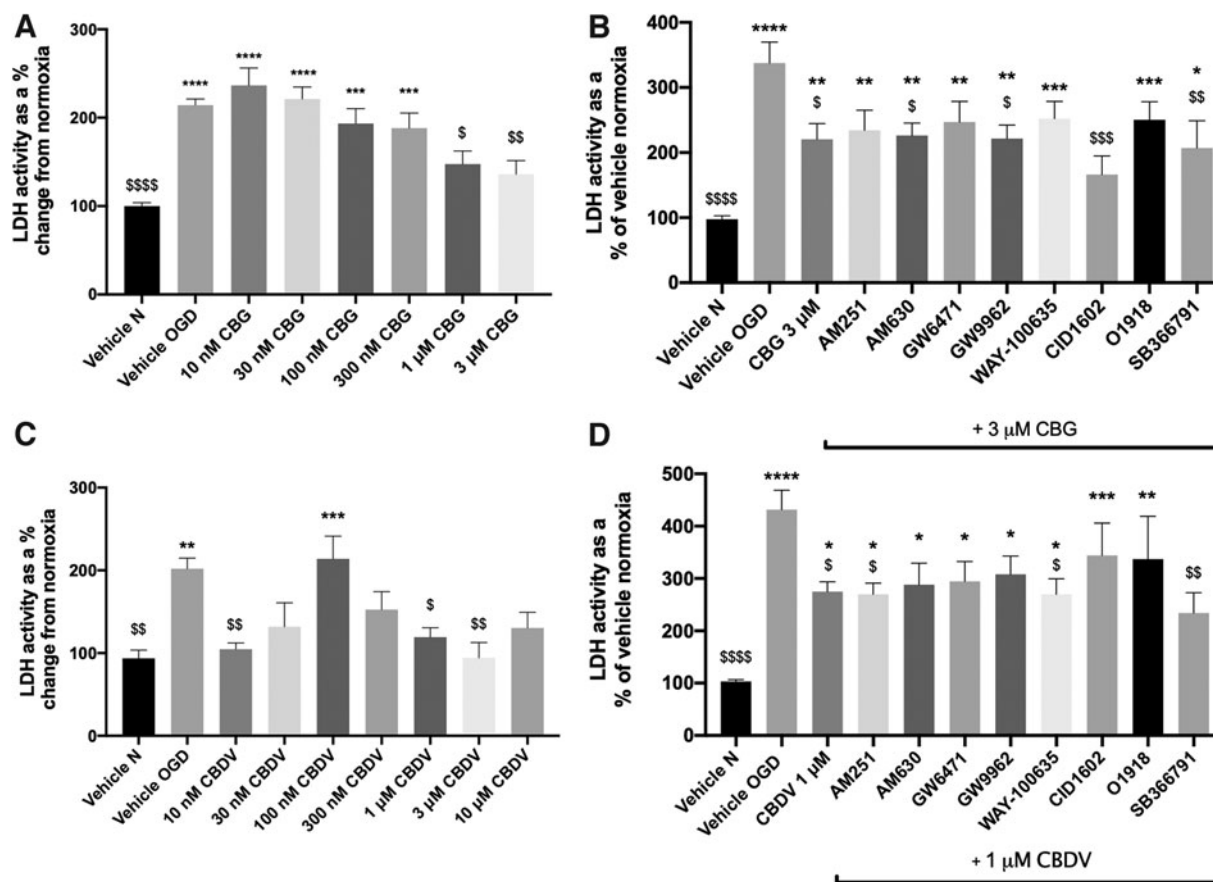 A
LDH activity as a %
change from normoxia
300
200
100
0
$$$$
****
****
****
***
***
$
$$
Vehicle N
Vehicle OGD
10 nM CBG
30 nM CBG
100 nM CBG
300 nM CBG
1 µM CBG
3 µM CBG
B
LDH activity as a
% of vehicle normoxia
400
300
200
100
0
$$$$
****
**
$
**
**
$
**
**
$
***
$$$
***
*
$$
Vehicle N
Vehicle OGD
CBG 3 µM
AM251
AM630
GW6471
GW9962
WAY-100635
CID1602
O1918
SB366791
+ 3 µM CBG
C
LDH activity as a %
change from normoxia
300
200
100
0
$$
**
$$
***
$
$$
Vehicle N
Vehicle OGD
10 nM CBDV
30 nM CBDV
100 nM CBDV
300 nM CBDV
1 µM CBDV
3 µM CBDV
10 µM CBDV
D
LDH activity as a
% of vehicle normoxia
500
400
300
200
100
0
$$$$
****
*
$
*
$
*
*
*
*
$
***
**
$$
Vehicle N
Vehicle OGD
CBDV 1 µM
AM251
AM630
GW6471
GW9962
WAY-100635
CID1602
O1918
SB366791
+ 1 µM CBDV